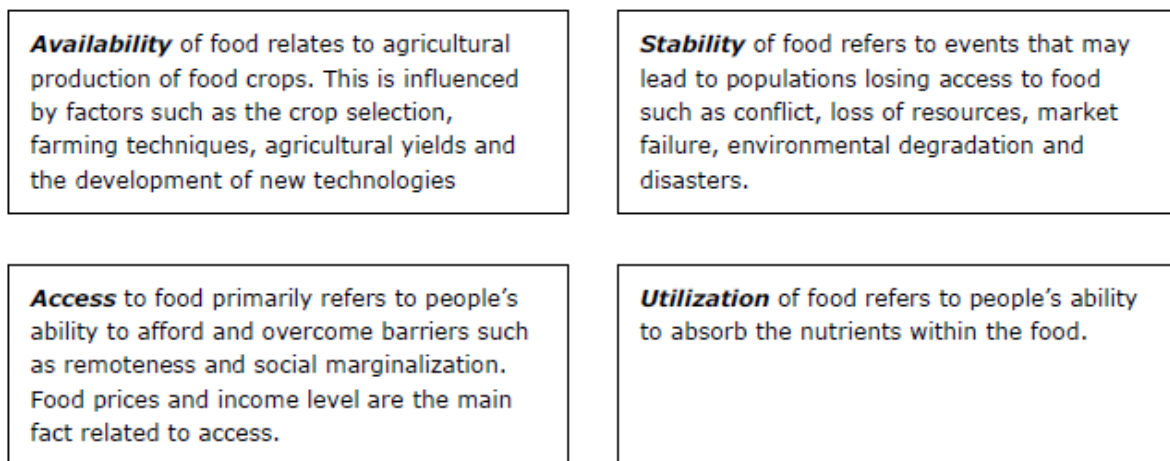 Availability of food relates to agricultural
production of food crops. This is influenced
by factors such as the crop selection,
farming techniques, agricultural yields and
the development of new technologies
Stability of food refers to events that may
lead to populations losing access to food
such as conflict, loss of resources, market
failure, environmental degradation and
disasters.
Access to food primarily refers to people's
ability to afford and overcome barriers such
as remoteness and social marginalization.
Food prices and income level are the main
fact related to access.
Utilization of food refers to people's ability
to absorb the nutrients within the food.